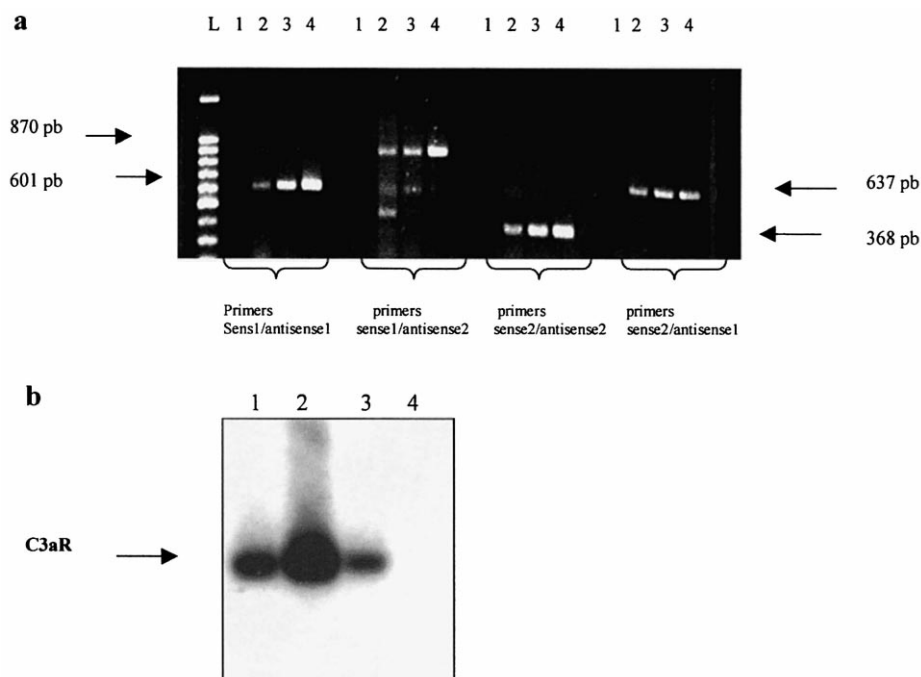 a
L 1 2 3 4 1 2 3 4 1 2 3 4 1 2 3 4
870 pb
601 pb
637 pb
368 pb
Primers
Sens1/antisense1
primers
sense1/antisense2
primers
sense2/antisense2
primers
sense2/antisense1
b
1 2 3 4
C3aR